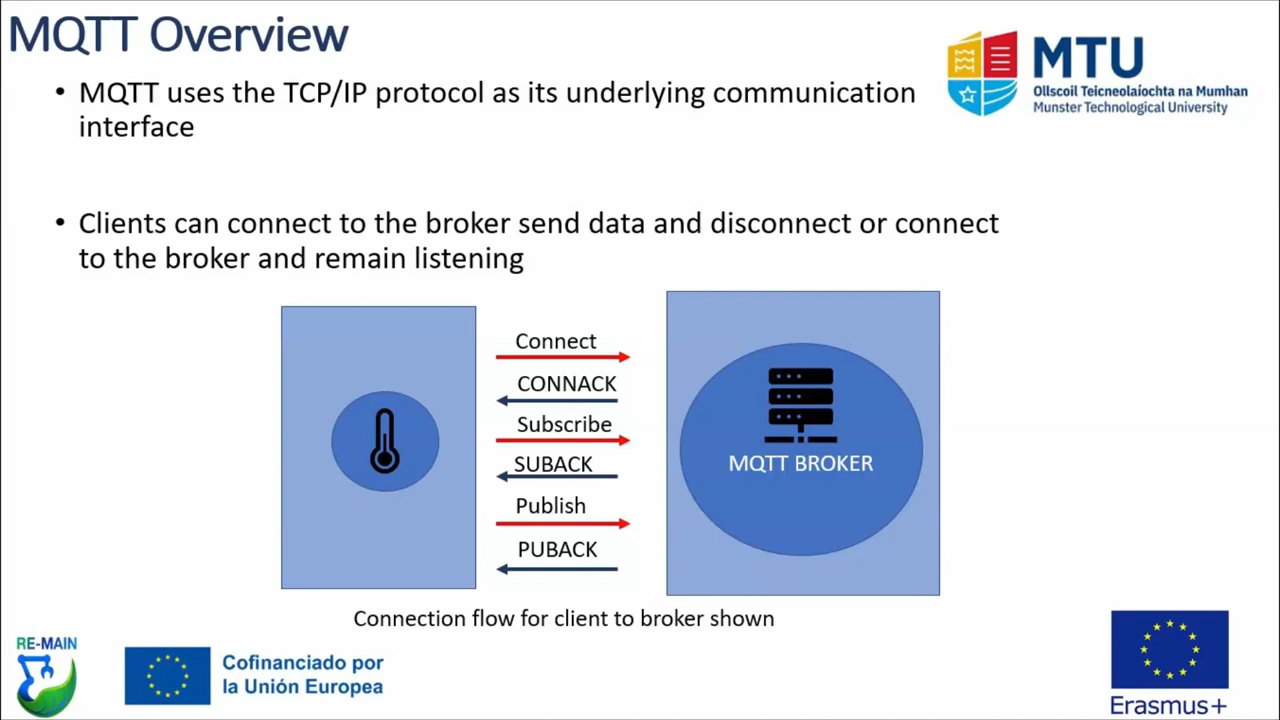 MQTT Overview
MTU
Ollscoil Teicneolaíochta na Mumhan
Munster Technological University
• MQTT uses the TCP/IP protocol as its underlying communication
interface
• Clients can connect to the broker send data and disconnect or connect
to the broker and remain listening
Connect
CONNACK
Subscribe
SUBACK
Publish
PUBACK
MQTT BROKER
Connection flow for client to broker shown
RE-MAIN
Cofinanciado por
la Unión Europea
Erasmus+